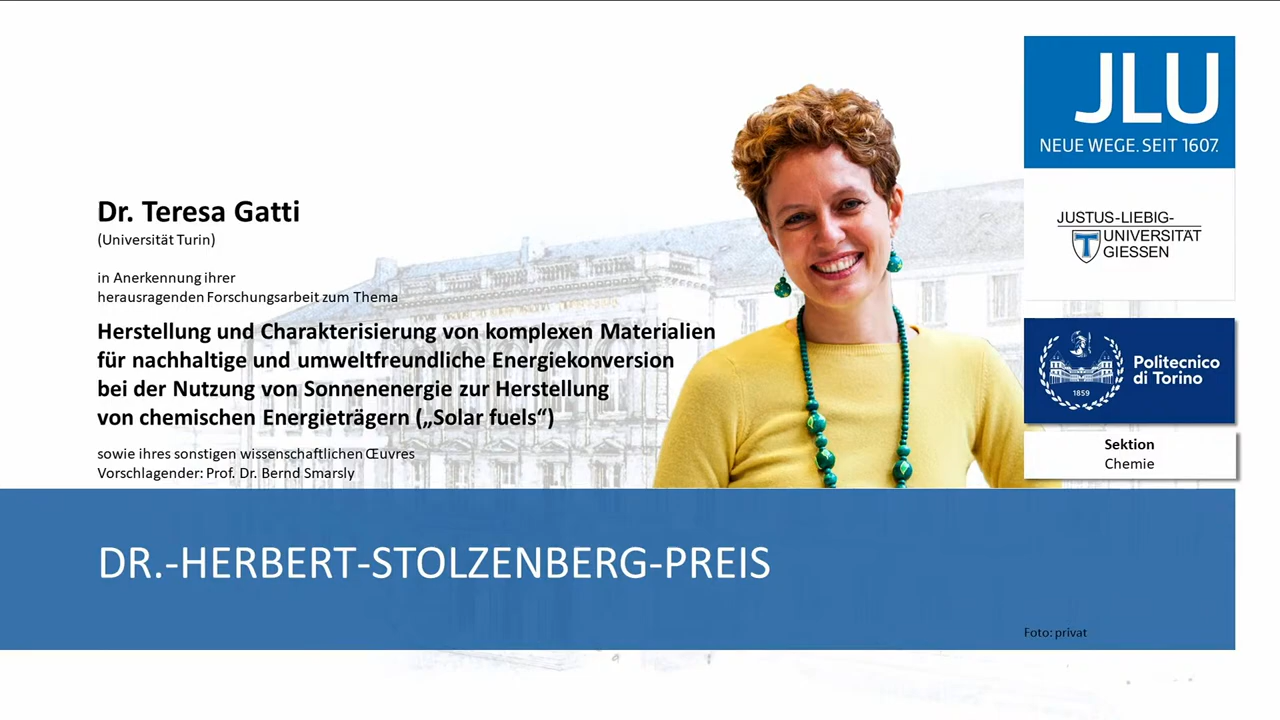 Dr. Teresa Gatti
(Universität Turin)
in Anerkennung ihrer
herausragenden Forschungsarbeit zum Thema
Herstellung und Charakterisierung von komplexen Materialien
für nachhaltige und umweltfreundliche Energiekonversion
bei der Nutzung von Sonnenenergie zur Herstellung
von chemischen Energieträgern („Solar fuels“)
sowie ihres sonstigen wissenschaftlichen Œuvres
Vorschlagender: Prof. Dr. Bernd Smarsly
JLU
NEUE WEGE. SEIT 1607.
JUSTUS-LIEBIG-
UNIVERSITÄT
GIESSEN
Politecnico
di Torino
1859
Sektion
Chemie
DR.-HERBERT-STOLZENBERG-PREIS
Foto: privat